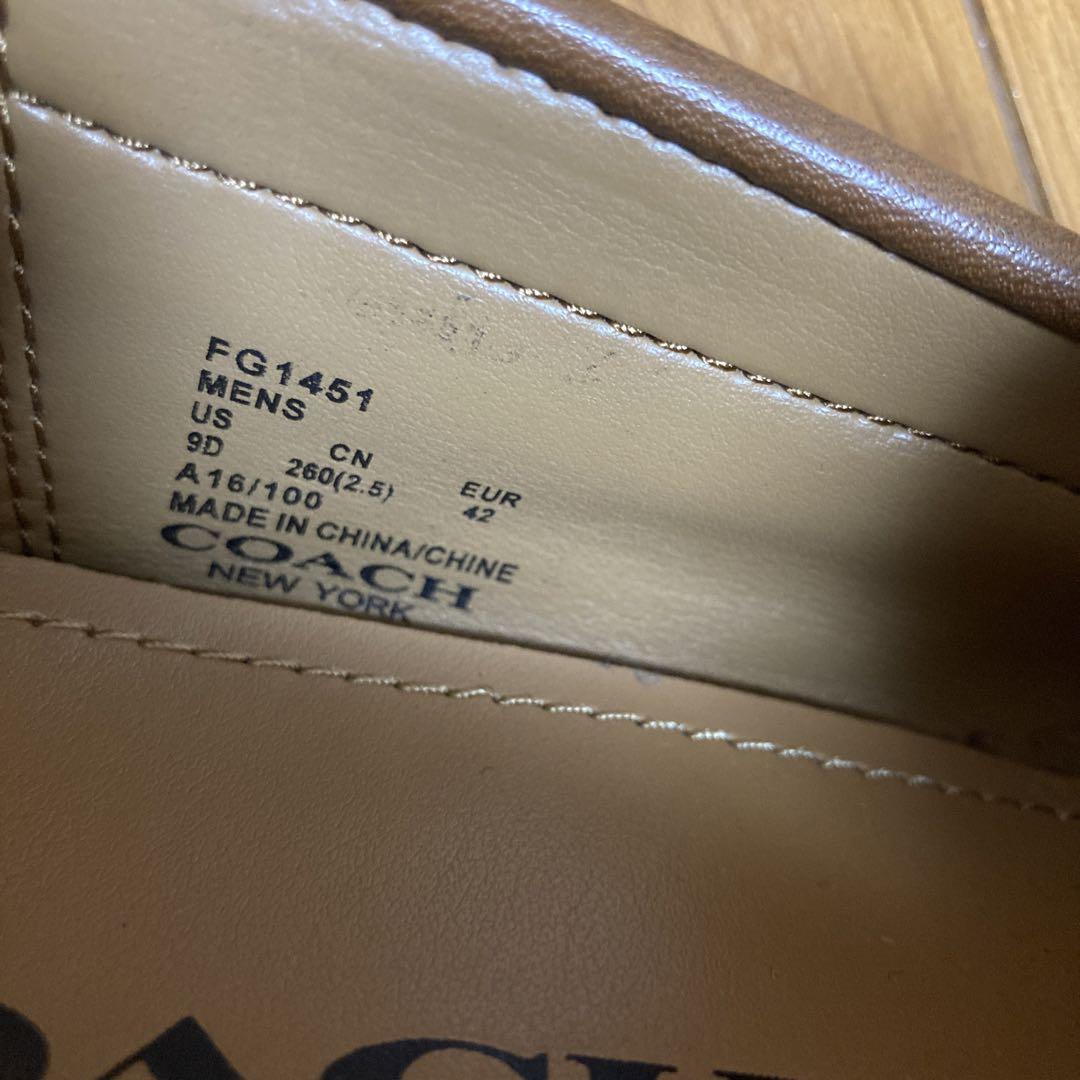 FG1451
MENS
US CN EUR
9D 260(2.5) 42
A16/100
MADE IN CHINA/CHINE
COACH
NEW YORK